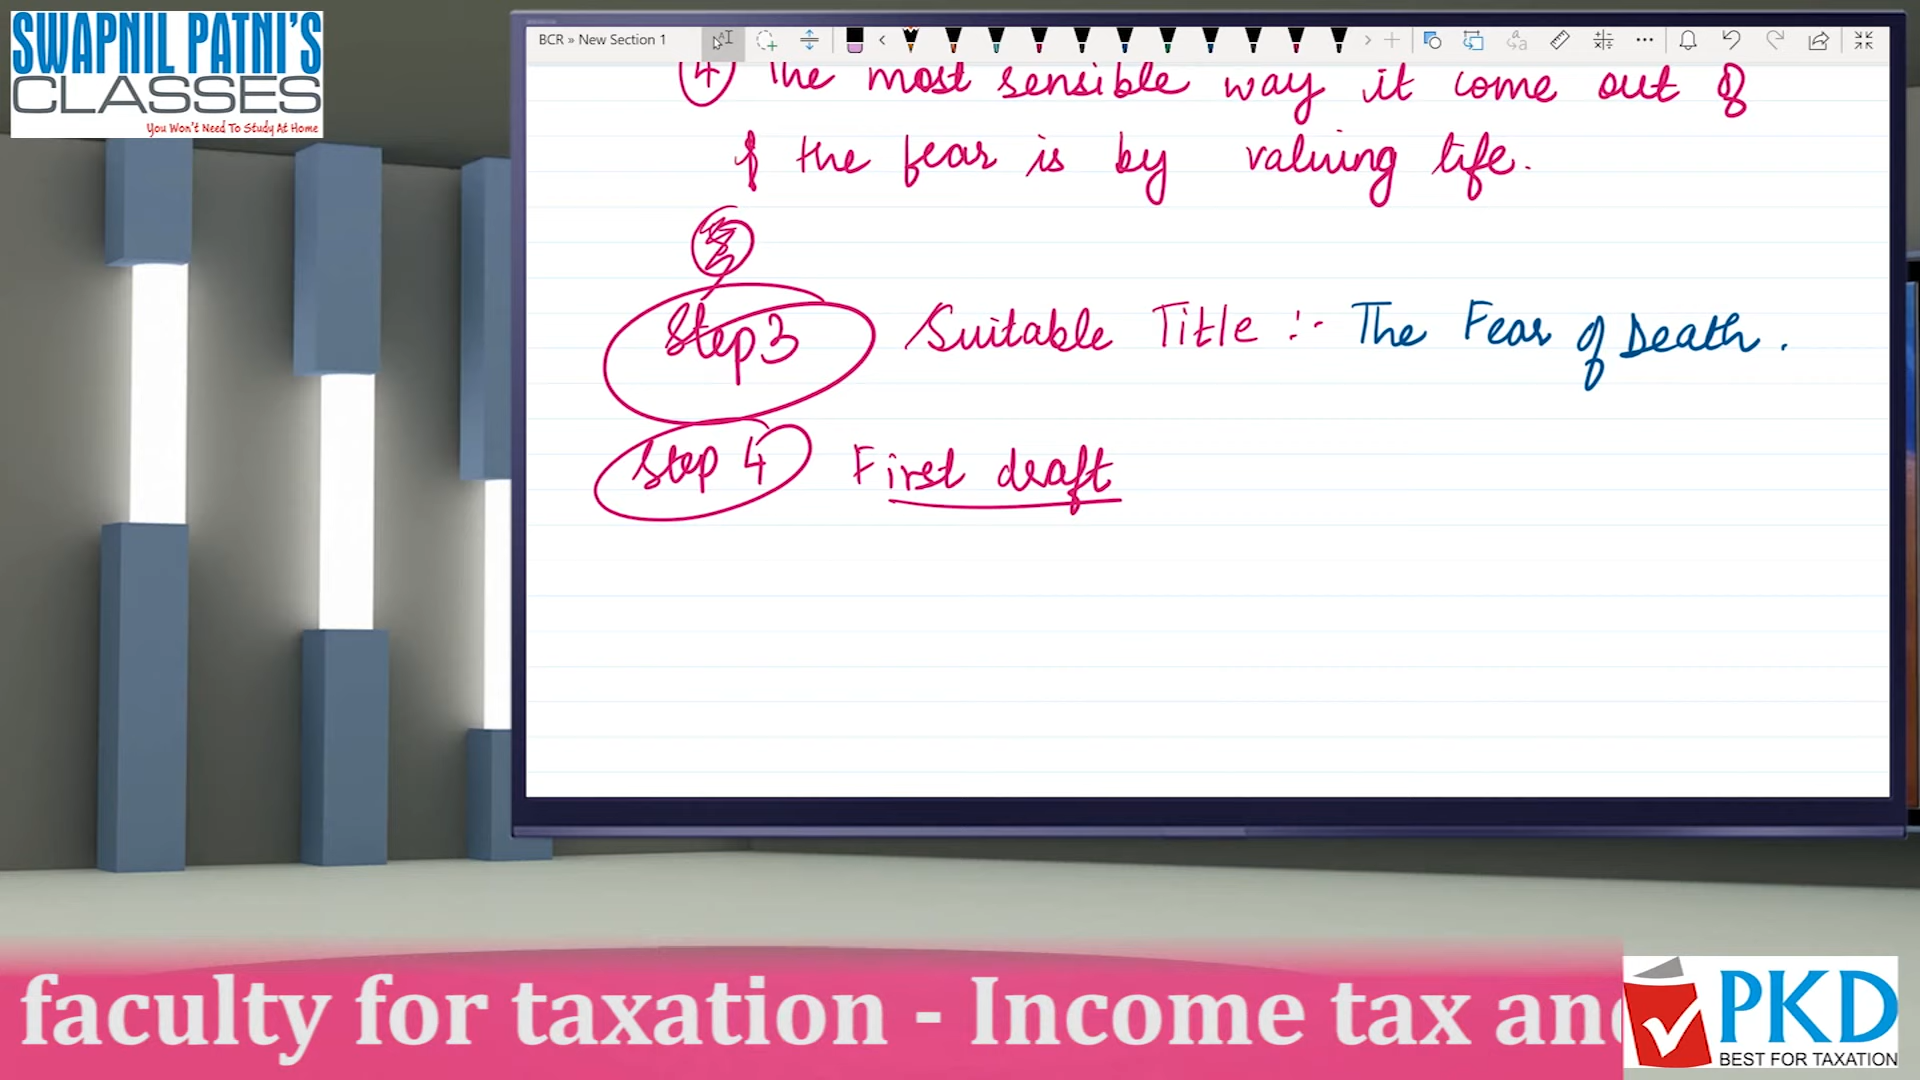 SWAPNIL PATNI'S
CLASSES
You Won't Need To Study At Home
BCR » New Section 1
④ The most sensible way it come out of
of the fear is by valuing life.
Step 3 Suitable Title :- The Fear of Death.
Step 4 First draft
faculty for taxation - Income tax and
PKD
BEST FOR TAXATION